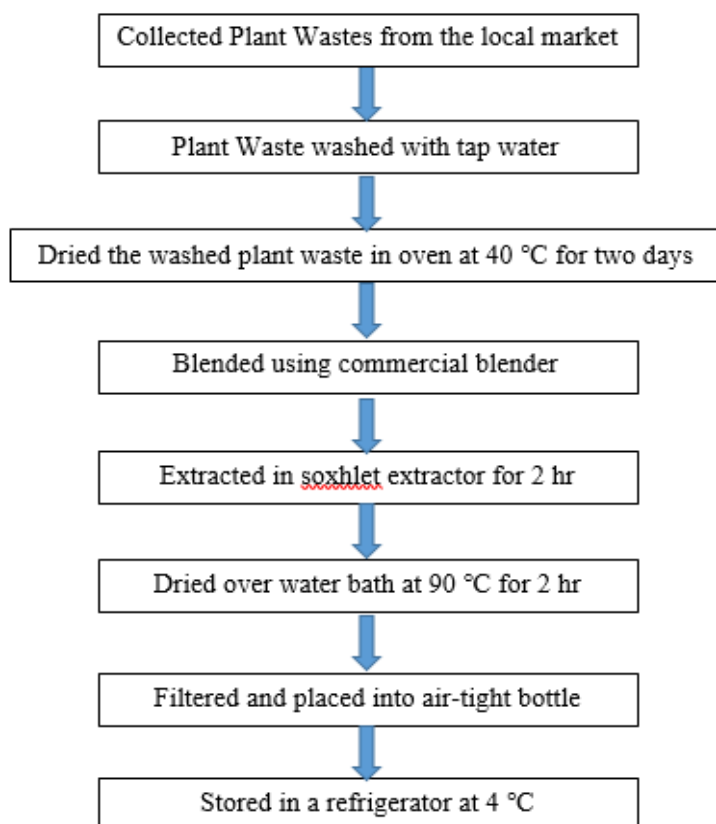 Collected Plant Wastes from the local market
Plant Waste washed with tap water
Dried the washed plant waste in oven at 40 °C for two days
Blended using commercial blender
Extracted in soxhlet extractor for 2 hr
Dried over water bath at 90 °C for 2 hr
Filtered and placed into air-tight bottle
Stored in a refrigerator at 4 °C